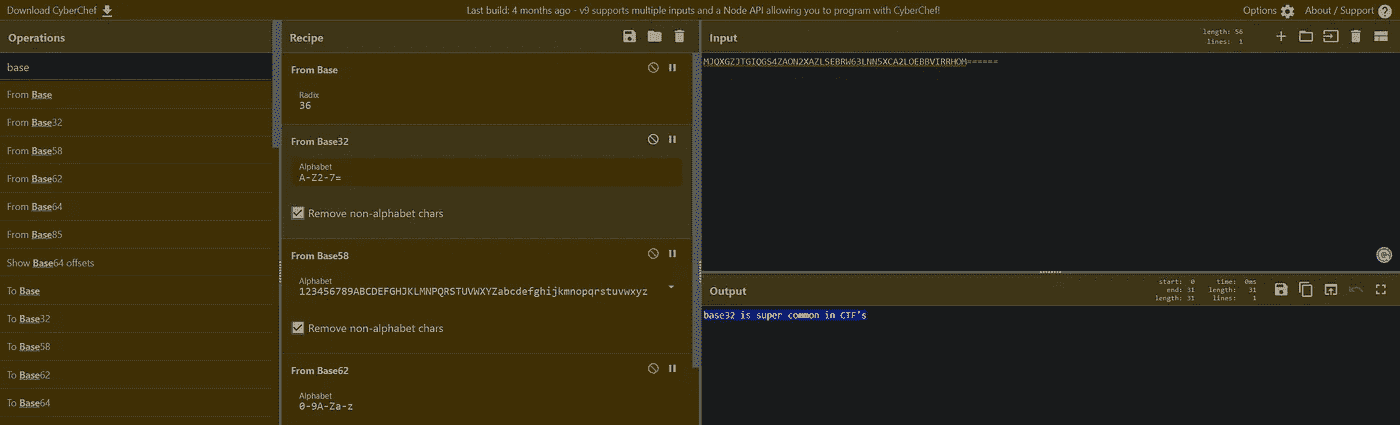 Download CyberChef
Last build: 4 months ago - v9 supports multiple inputs and a Node API allowing you to program with CyberChef!
Options
About / Support
Operations
base
From Base
From Base32
From Base58
From Base62
From Base64
From Base85
Show Base64 offsets
To Base
To Base32
To Base58
To Base62
To Base64
Recipe
From Base
Radix
36
From Base32
Alphabet
A-Z2-7=
Remove non-alphabet chars
From Base58
Alphabet
123456789ABCDEFGHJKLMNPQRSTUVWXYZabcdefghijkmnopqrstuvwxyz
Remove non-alphabet chars
From Base62
Alphabet
0-9A-Za-z
Input
length: 56
lines: 1
MJQXGZJTGIQGS4ZAON2XAZLSEBRW63LNN5XCA2LOEBBVIRRHOM======
Output
start: 0 time: 0ms
end: 31 length: 31
length: 31 lines: 1
base32 is super common in CTF's